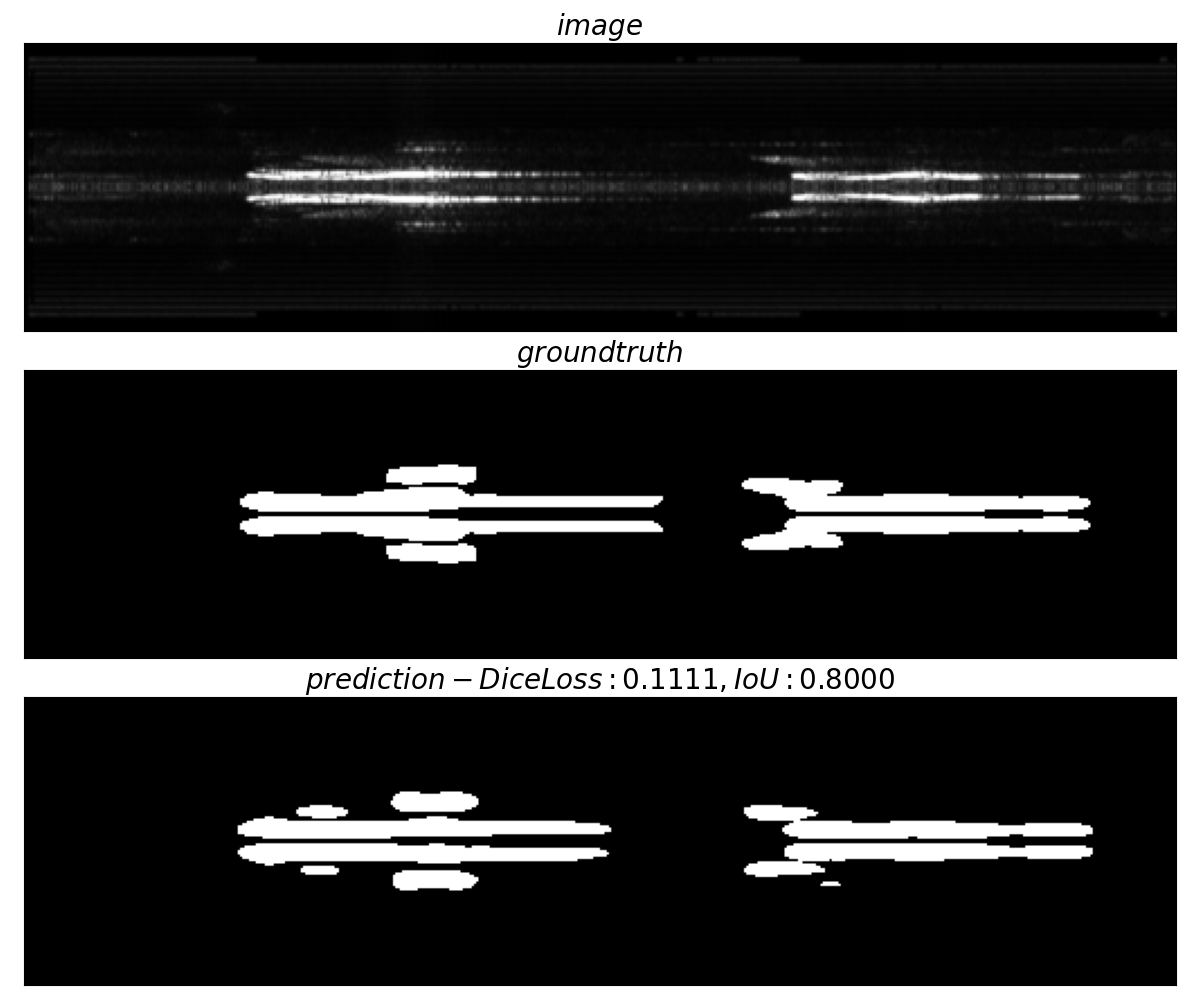 image
groundtruth
prediction − DiceLoss : 0.1111, IoU : 0.8000